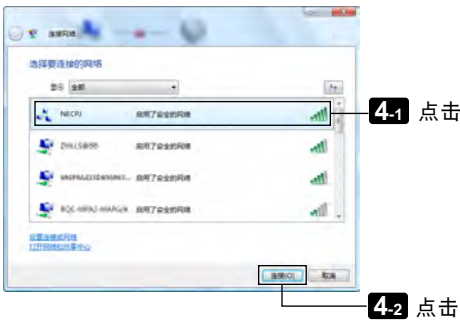 连接网络
选择要连接的网络
显示 全部
NECPJ 启用了安全的网络
4-1 点击
启用了安全的网络
启用了安全的网络
启用了安全的网络
设置连接或网络
打开网络和共享中心
连接(C) 取消
4-2 点击